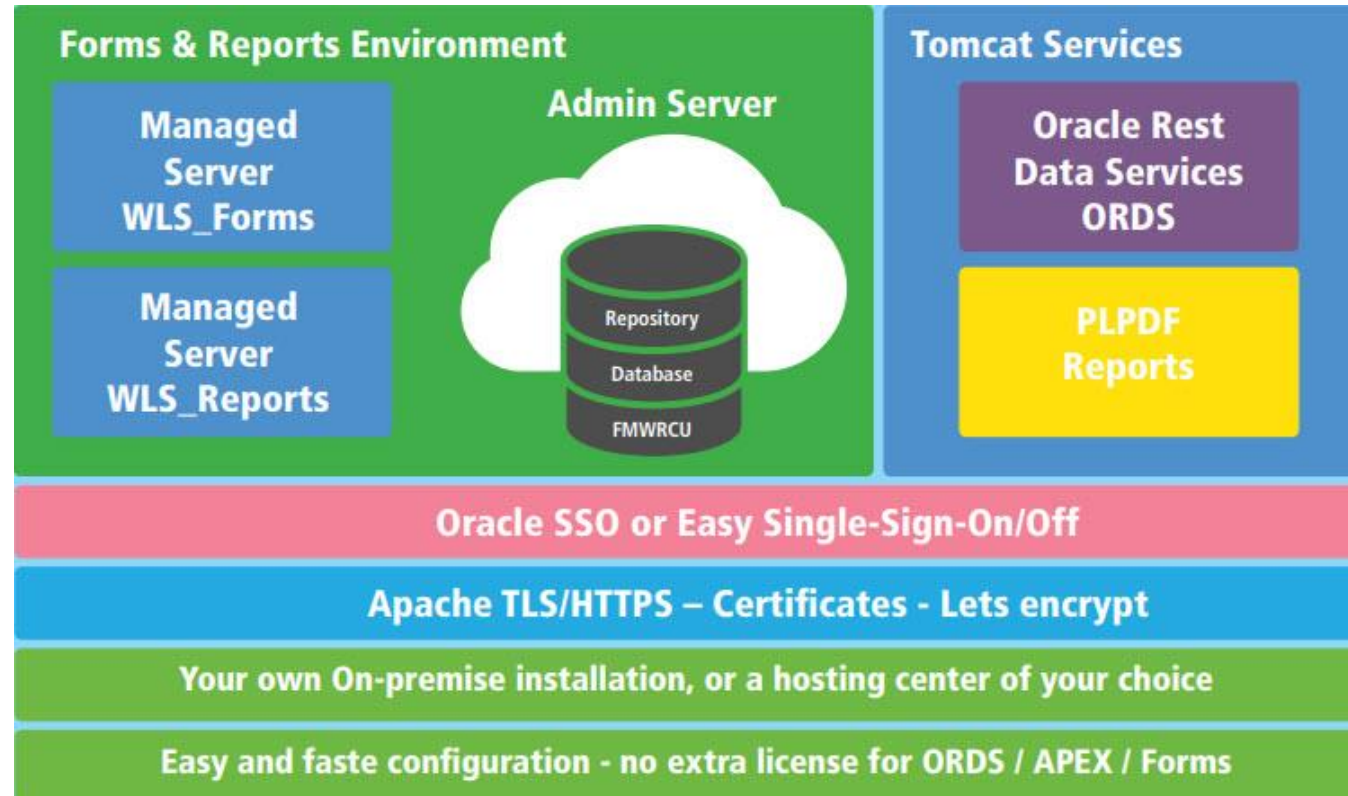 Forms & Reports Environment
Managed
Server
WLS_Forms
Managed
Server
WLS_Reports
Admin Server
Repository
Database
FMWRCU
Tomcat Services
Oracle Rest
Data Services
ORDS
PLPDF
Reports
Oracle SSO or Easy Single-Sign-On/Off
Apache TLS/HTTPS – Certificates - Lets encrypt
Your own On-premise installation, or a hosting center of your choice
Easy and faste configuration - no extra license for ORDS / APEX / Forms